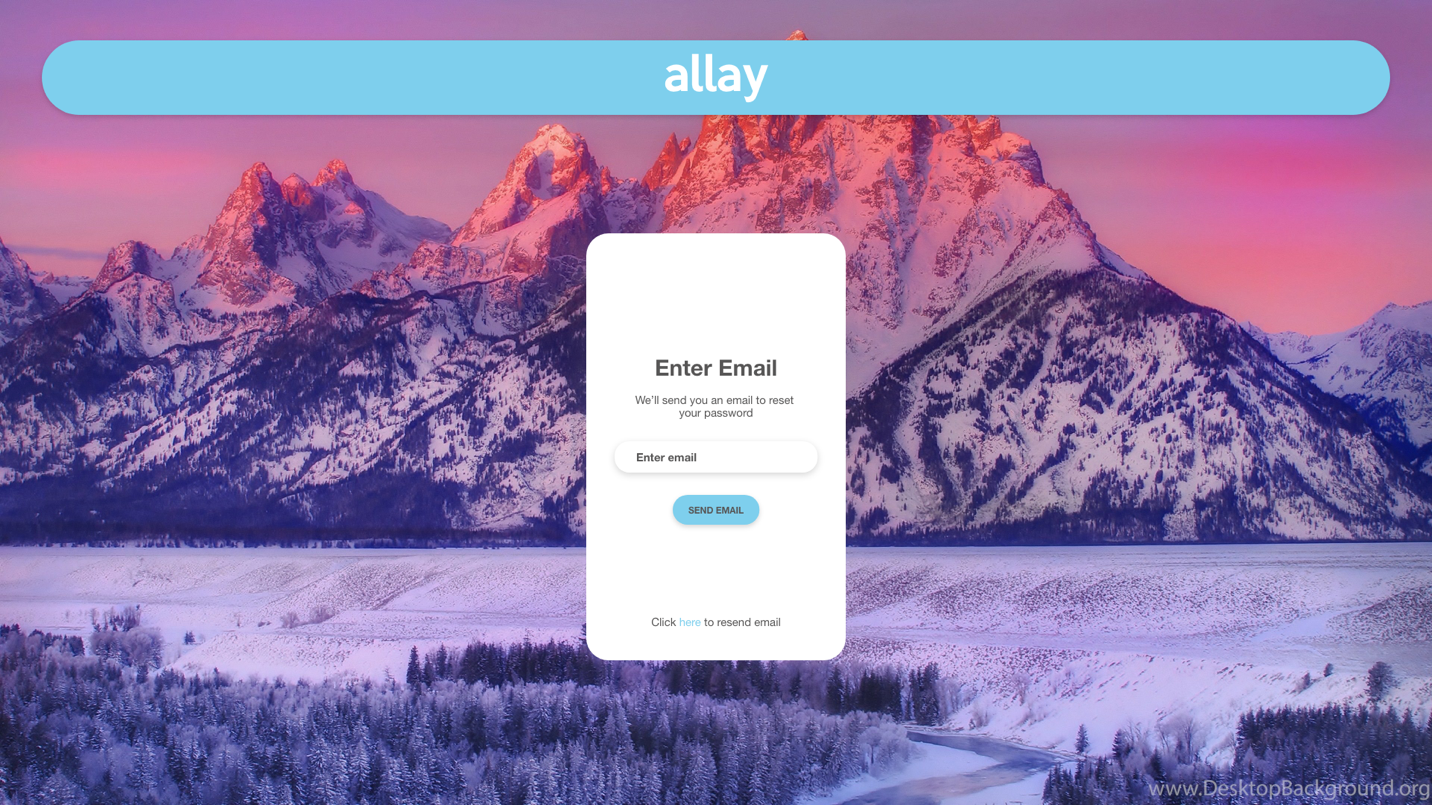 allay
Enter Email
We'll send you an email to reset
your password
Enter email
SEND EMAIL
Click here to resend email
www.DesktopBackground.org